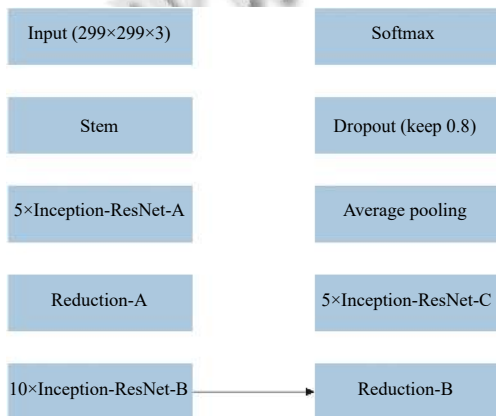 Input (299×299×3)
Stem
5×Inception-ResNet-A
Reduction-A
10×Inception-ResNet-B
Softmax
Dropout (keep 0.8)
Average pooling
5×Inception-ResNet-C
Reduction-B